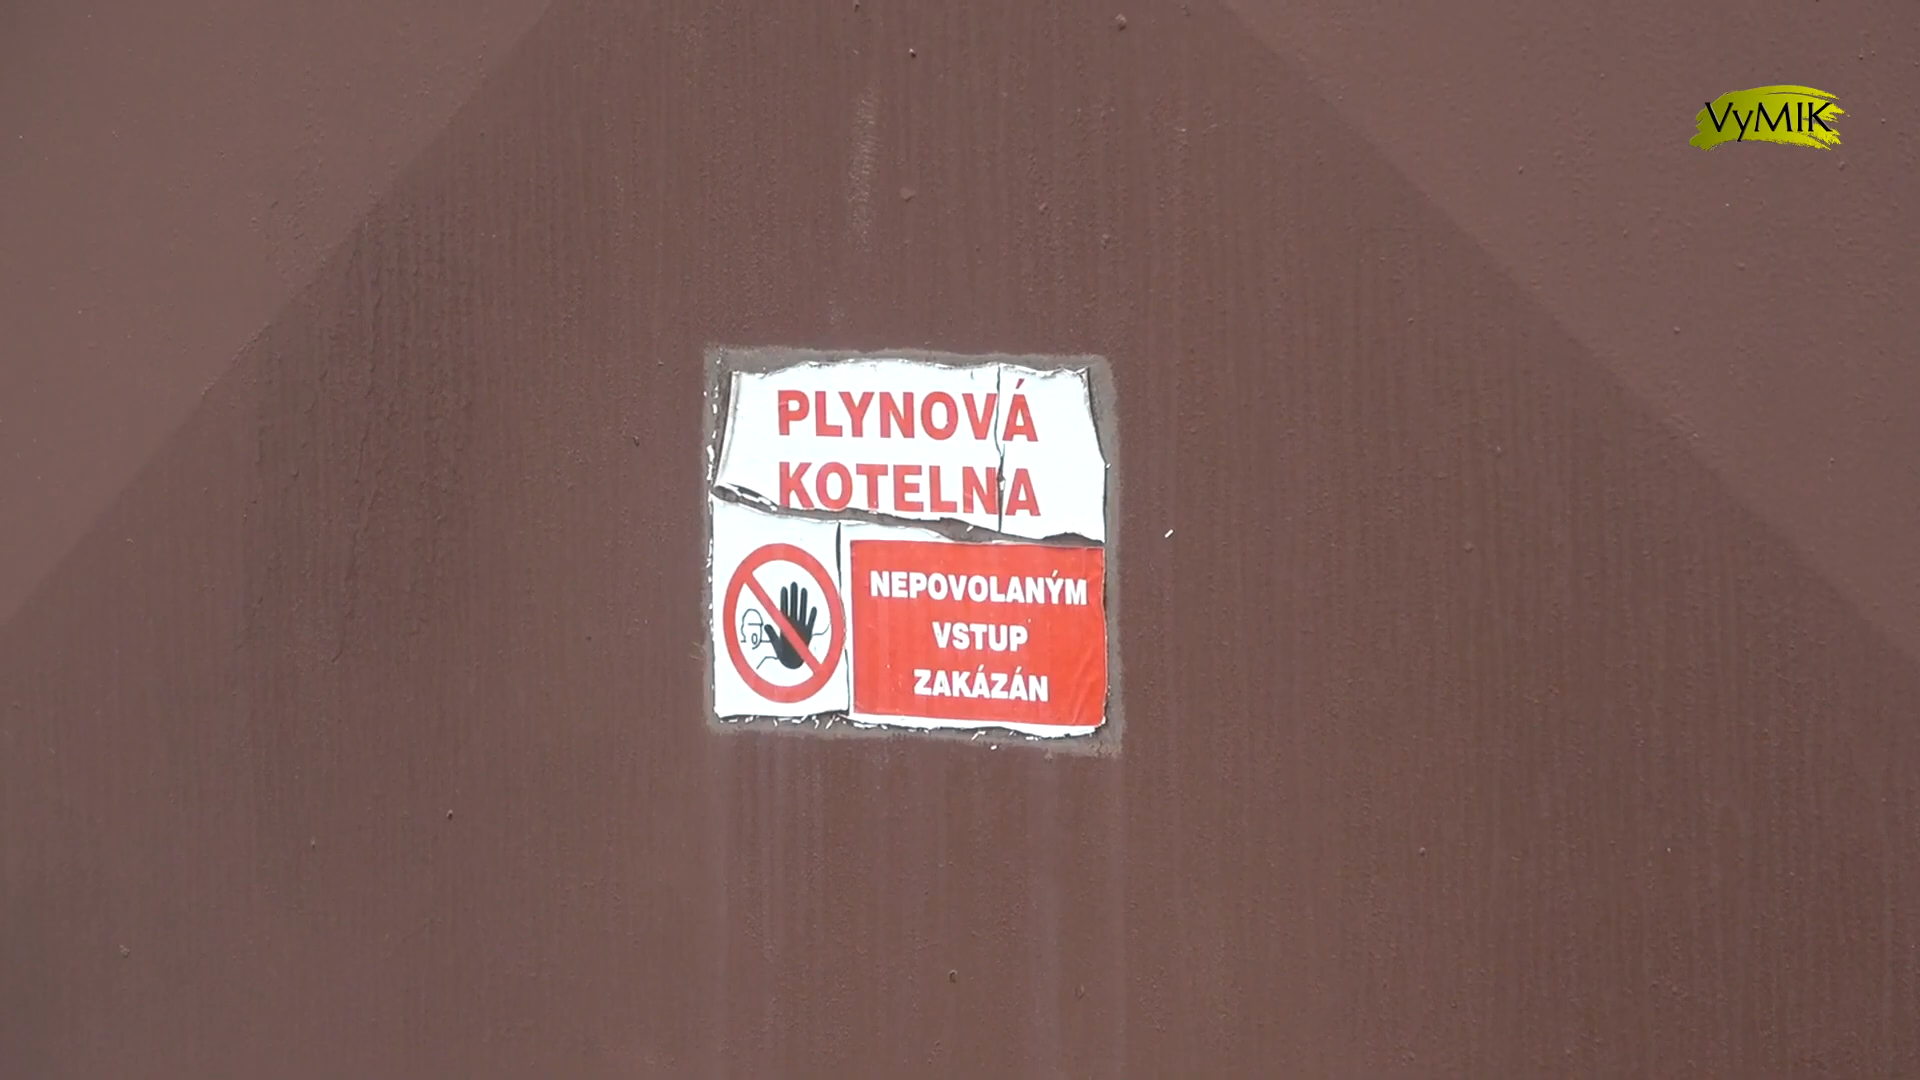 VyMIK
PLYNOVÁ
KOTELNA
NEPOVOLANÝM
VSTUP
ZAKÁZÁN